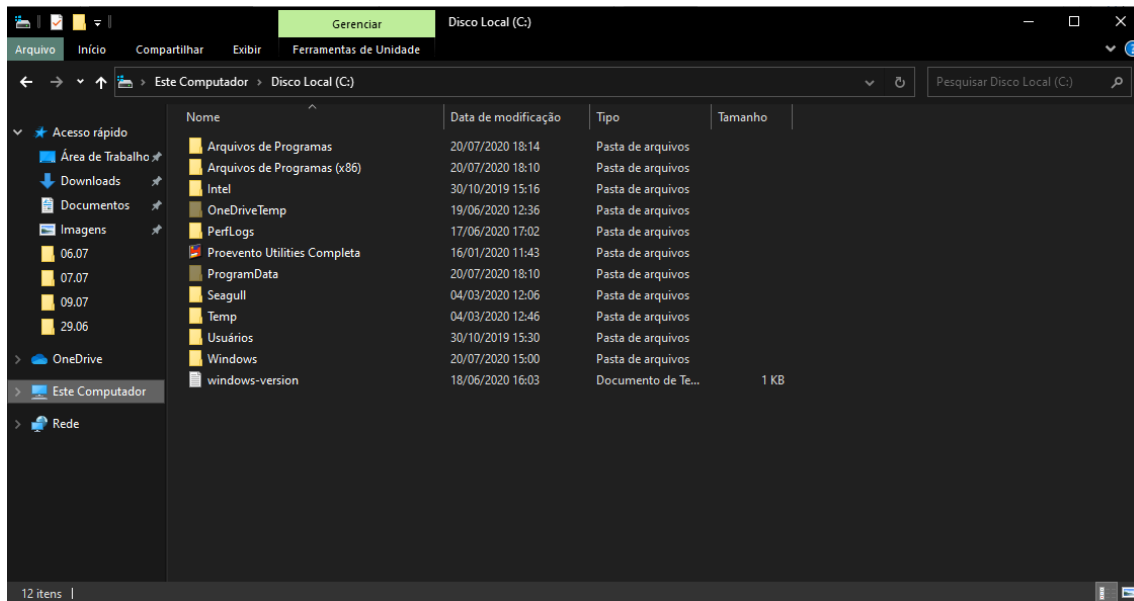 Gerenciar Disco Local (C:)
Arquivo Início Compartilhar Exibir Ferramentas de Unidade
Este Computador Disco Local (C:) Pesquisar Disco Local (C:)
Acesso rápido
Área de Trabalho
Downloads
Documentos
Imagens
06.07
07.07
09.07
29.06
OneDrive
Este Computador
Rede
Nome Data de modificação Tipo Tamanho
Arquivos de Programas 20/07/2020 18:14 Pasta de arquivos
Arquivos de Programas (x86) 20/07/2020 18:10 Pasta de arquivos
Intel 30/10/2019 15:16 Pasta de arquivos
OneDriveTemp 19/06/2020 12:36 Pasta de arquivos
PerfLogs 17/06/2020 17:02 Pasta de arquivos
Proevento Utilities Completa 16/01/2020 11:43 Pasta de arquivos
ProgramData 20/07/2020 18:10 Pasta de arquivos
Seagull 04/03/2020 12:06 Pasta de arquivos
Temp 04/03/2020 12:46 Pasta de arquivos
Usuários 30/10/2019 15:30 Pasta de arquivos
Windows 20/07/2020 15:00 Pasta de arquivos
windows-version 18/06/2020 16:03 Documento de Te... 1 KB
12 itens